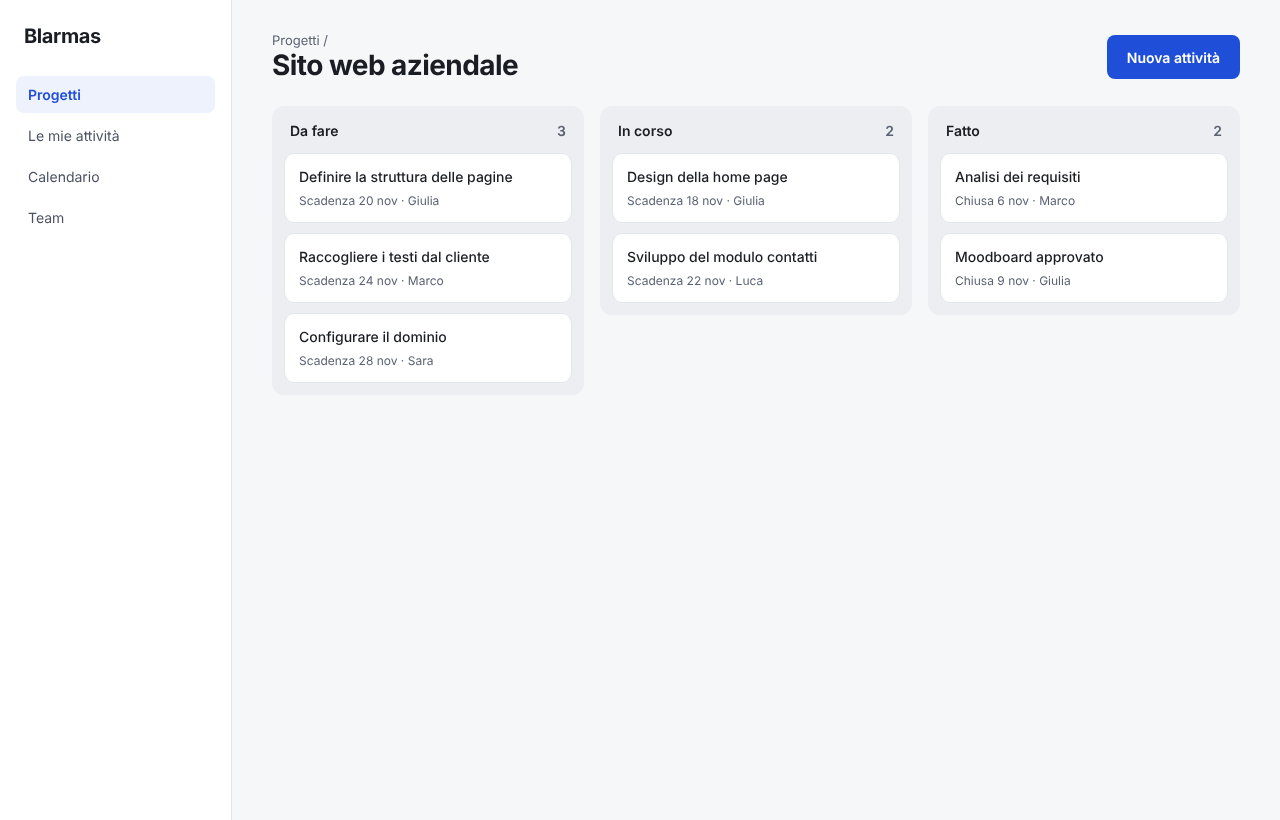 Blarmas
Progetti
Le mie attività
Calendario
Team
Progetti /
Sito web aziendale
Nuova attività
Da fare 3
Definire la struttura delle pagine
Scadenza 20 nov · Giulia
Raccogliere i testi dal cliente
Scadenza 24 nov · Marco
Configurare il dominio
Scadenza 28 nov · Sara
In corso 2
Design della home page
Scadenza 18 nov · Giulia
Sviluppo del modulo contatti
Scadenza 22 nov · Luca
Fatto 2
Analisi dei requisiti
Chiusa 6 nov · Marco
Moodboard approvato
Chiusa 9 nov · Giulia